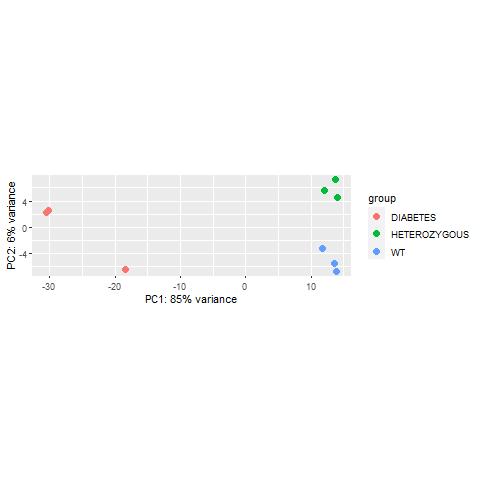 PC2: 6% variance
4
0
-4
-30
-20
-10
0
10
PC1: 85% variance
group
DIABETES
HETEROZYGOUS
WT